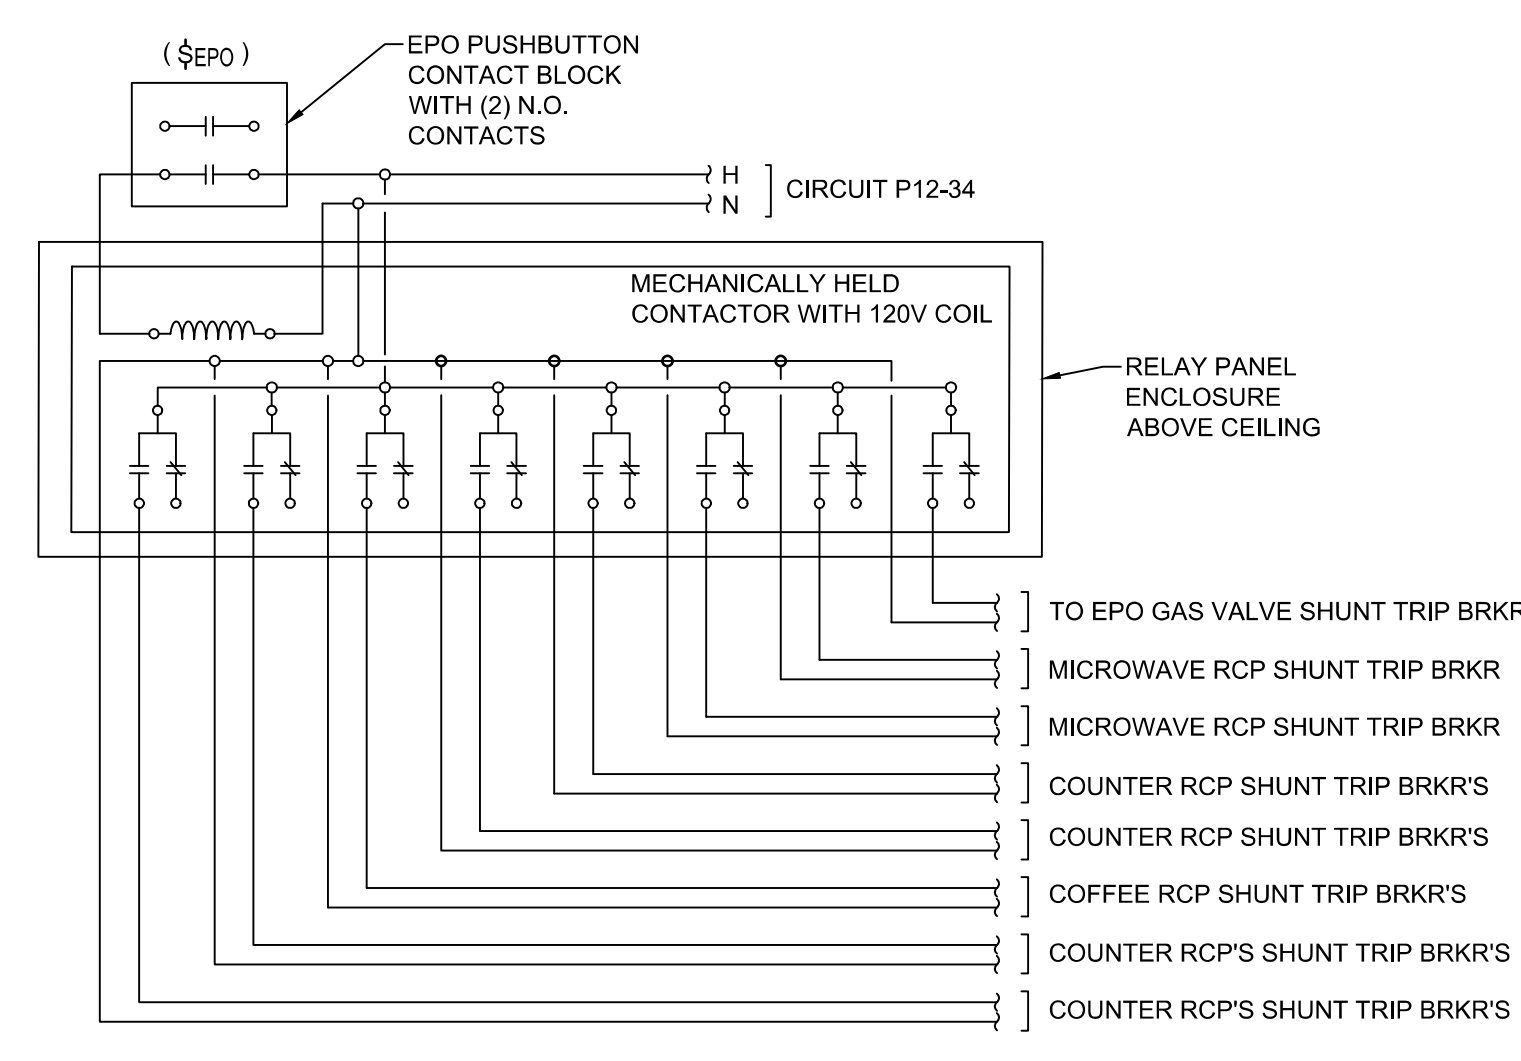 ( $EPO )
EPO PUSHBUTTON
CONTACT BLOCK
WITH (2) N.O.
CONTACTS
H
N
CIRCUIT P12-34
MECHANICALLY HELD
CONTACTOR WITH 120V COIL
RELAY PANEL
ENCLOSURE
ABOVE CEILING
TO EPO GAS VALVE SHUNT TRIP BRKR
MICROWAVE RCP SHUNT TRIP BRKR
MICROWAVE RCP SHUNT TRIP BRKR
COUNTER RCP SHUNT TRIP BRKR'S
COUNTER RCP SHUNT TRIP BRKR'S
COFFEE RCP SHUNT TRIP BRKR'S
COUNTER RCP'S SHUNT TRIP BRKR'S
COUNTER RCP'S SHUNT TRIP BRKR'S